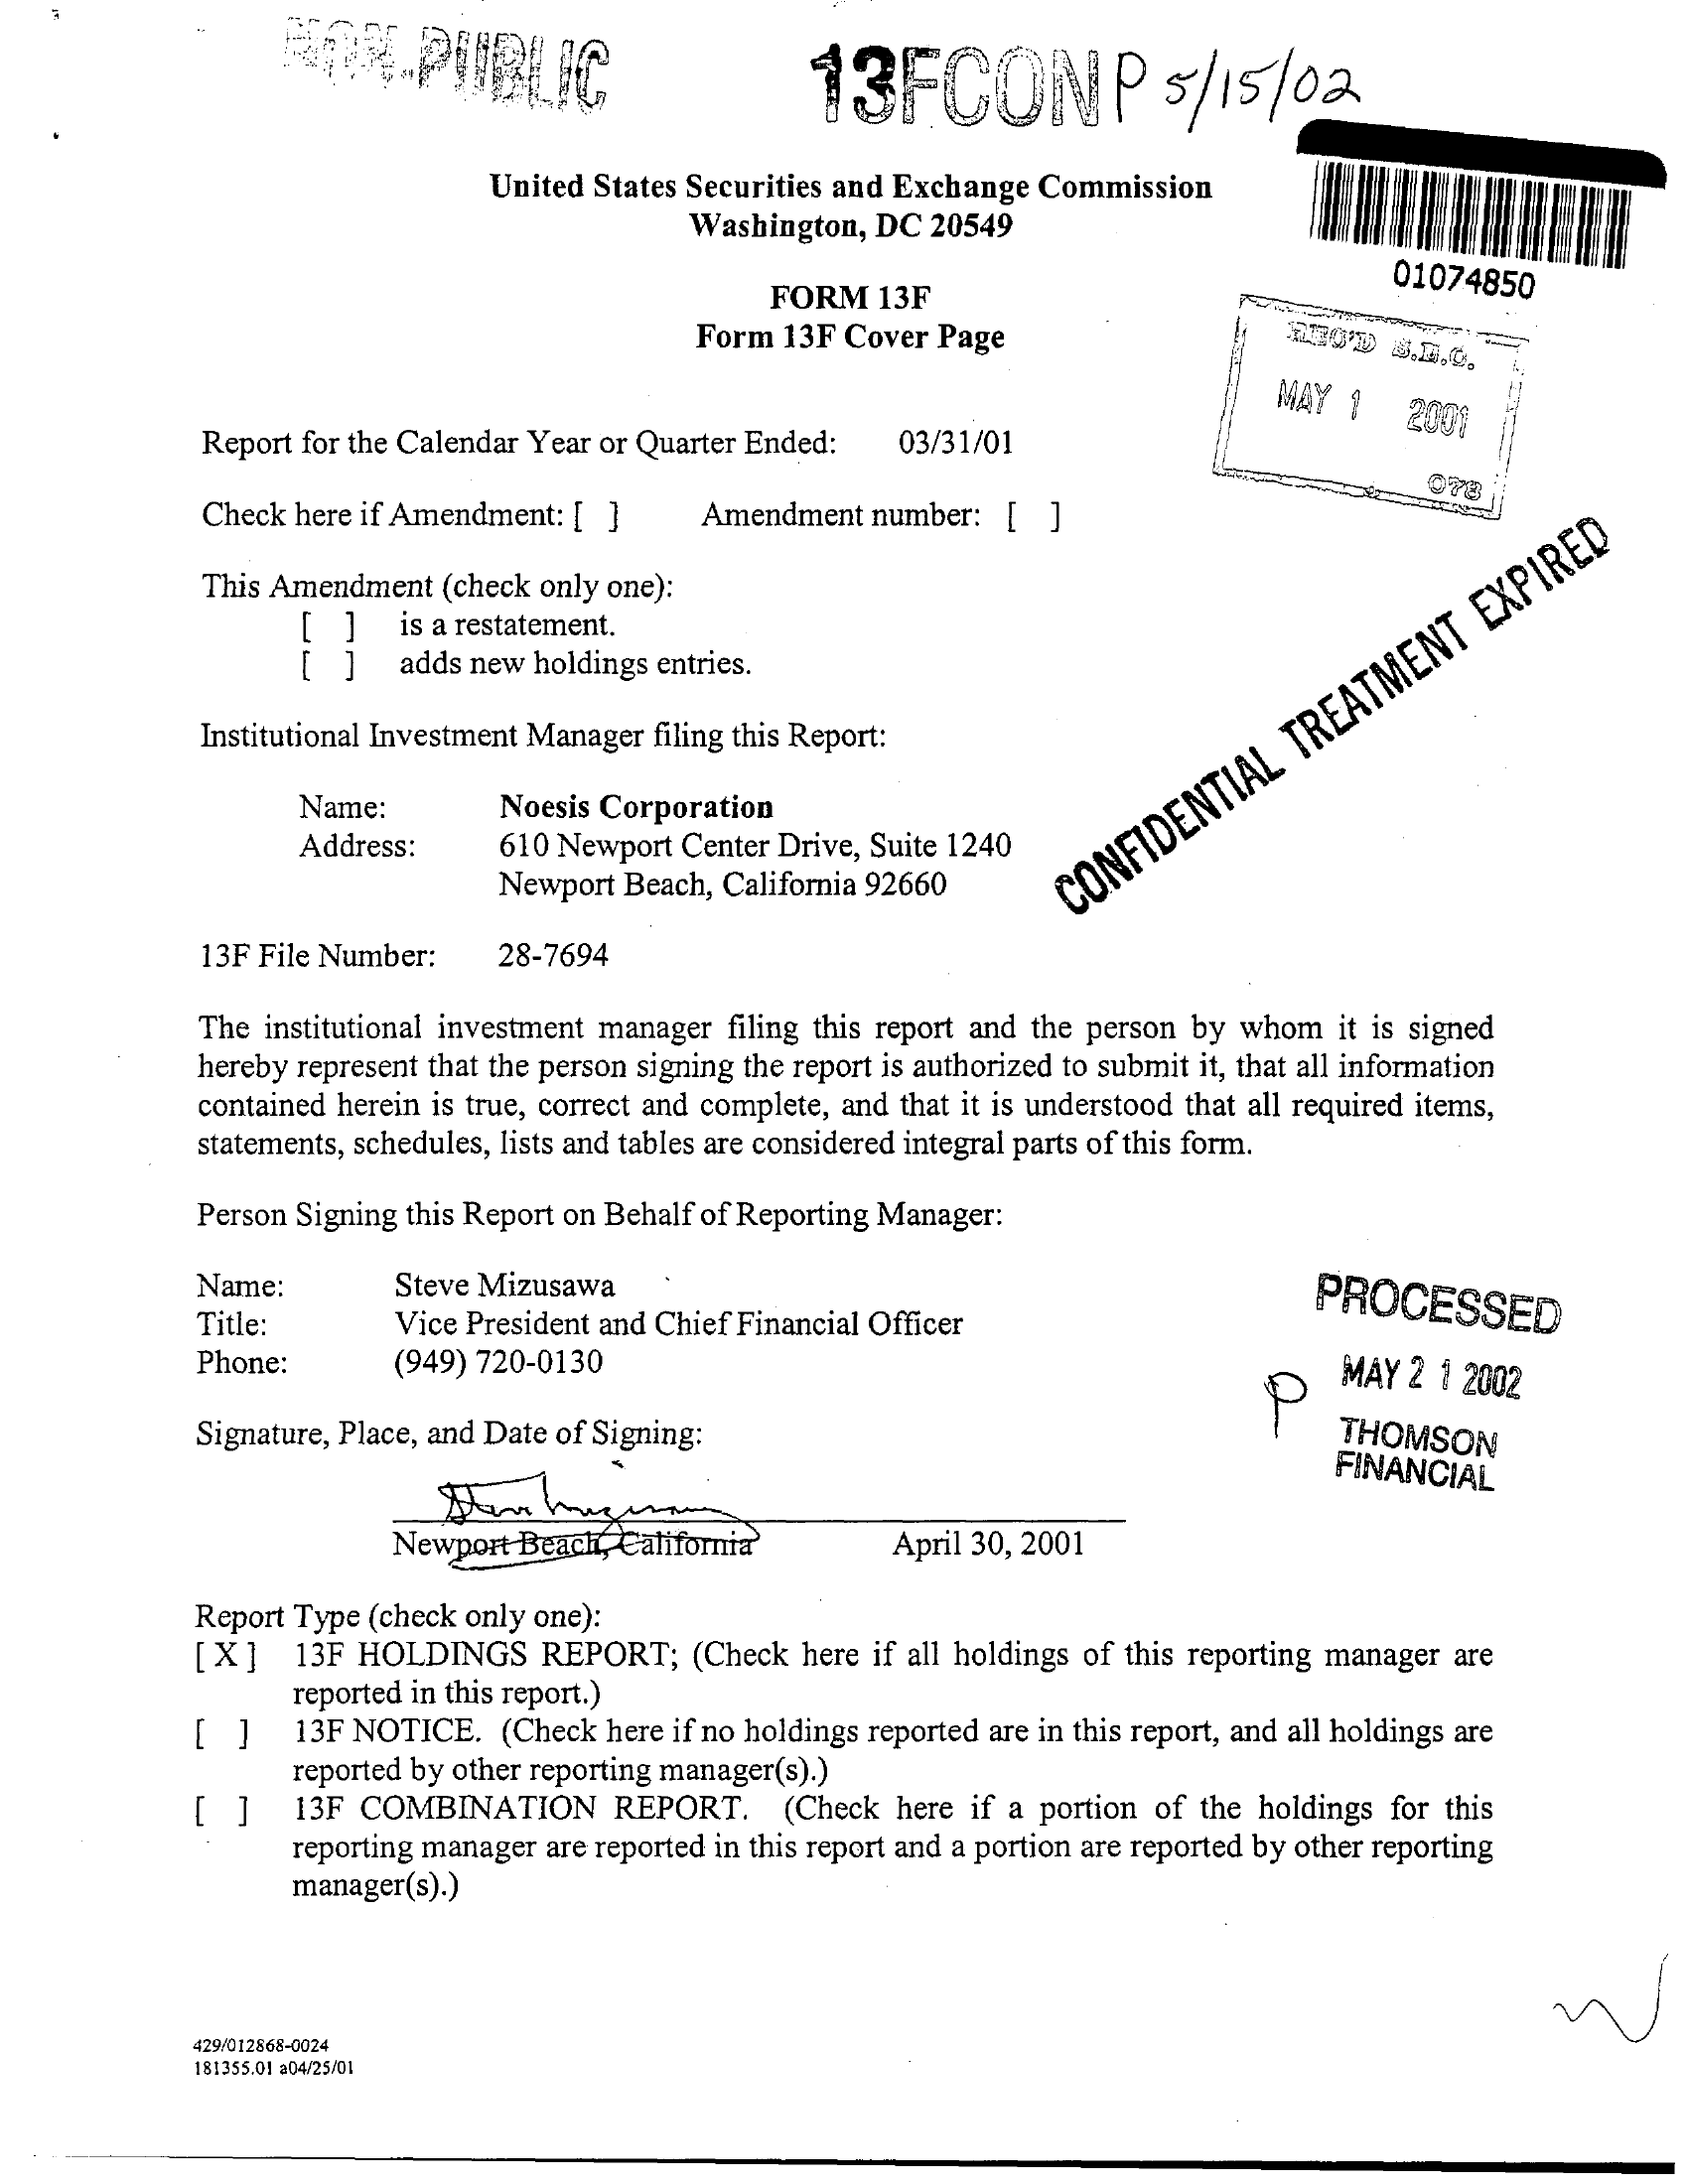 NON-PUBLIC
13FCONP 5/15/02
United States Securities and Exchange Commission
Washington, DC 20549
01074850
FORM 13F
Form 13F Cover Page
REC'D S.E.C.
MAY 1 2001
078
Report for the Calendar Year or Quarter Ended: 03/31/01
Check here if Amendment: [ ] Amendment number: [ ]
This Amendment (check only one):
[ ] is a restatement.
[ ] adds new holdings entries.
CONFIDENTIAL TREATMENT EXPIRED
Institutional Investment Manager filing this Report:
Name: Noesis Corporation
Address: 610 Newport Center Drive, Suite 1240
Newport Beach, California 92660
13F File Number: 28-7694
The institutional investment manager filing this report and the person by whom it is signed
hereby represent that the person signing the report is authorized to submit it, that all information
contained herein is true, correct and complete, and that it is understood that all required items,
statements, schedules, lists and tables are considered integral parts of this form.
Person Signing this Report on Behalf of Reporting Manager:
Name: Steve Mizusawa
Title: Vice President and Chief Financial Officer
Phone: (949) 720-0130
PROCESSED
MAY 2 1 2002
P
THOMSON
FINANCIAL
Signature, Place, and Date of Signing:
Newport Beach, California April 30, 2001
Report Type (check only one):
[ X ] 13F HOLDINGS REPORT; (Check here if all holdings of this reporting manager are
reported in this report.)
[ ] 13F NOTICE. (Check here if no holdings reported are in this report, and all holdings are
reported by other reporting manager(s).)
[ ] 13F COMBINATION REPORT. (Check here if a portion of the holdings for this
reporting manager are reported in this report and a portion are reported by other reporting
manager(s).)
429/012868-0024
181355.01 a04/25/01